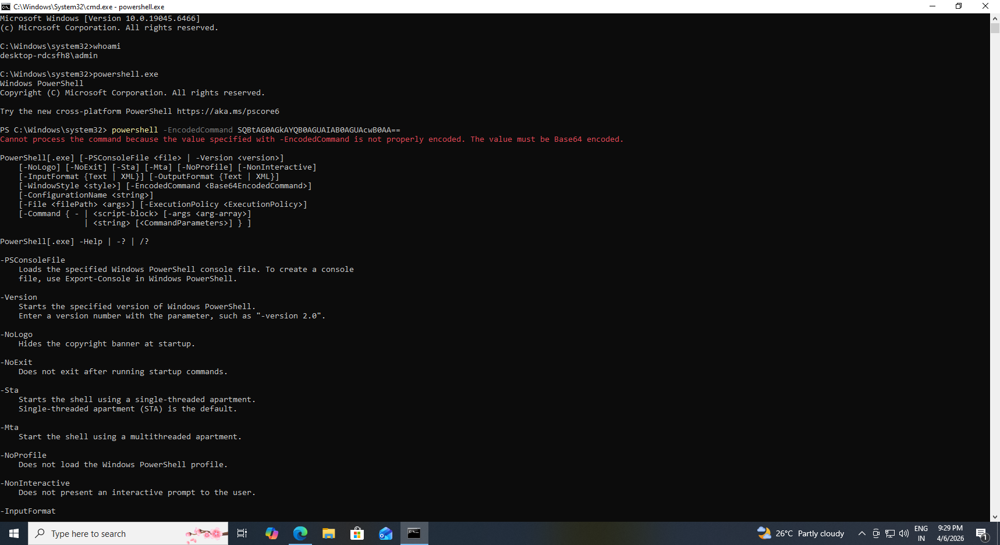 C:\Windows\System32\cmd.exe - powershell.exe
Microsoft Windows [Version 10.0.19045.6466]
(c) Microsoft Corporation. All rights reserved.
C:\Windows\system32>whoami
desktop-rdcsfh8\admin
C:\Windows\system32>powershell.exe
Windows PowerShell
Copyright (C) Microsoft Corporation. All rights reserved.
Try the new cross-platform PowerShell https://aka.ms/pscore6
PS C:\Windows\system32> powershell -EncodedCommand SQBtAG0AGkAYQB0AGUAIAB0AGUAcwB0AA==
Cannot process the command because the value specified with -EncodedCommand is not properly encoded. The value must be Base64 encoded.
PowerShell[.exe] [-PSConsoleFile <file> | -Version <version>]
    [-NoLogo] [-NoExit] [-Sta] [-Mta] [-NoProfile] [-NonInteractive]
    [-InputFormat {Text | XML}] [-OutputFormat {Text | XML}]
    [-WindowStyle <style>] [-EncodedCommand <Base64EncodedCommand>]
    [-ConfigurationName <string>]
    [-File <filePath> <args>] [-ExecutionPolicy <ExecutionPolicy>]
    [-Command { - | <script-block> [-args <arg-array>]
                  | <string> [<CommandParameters>] } ]
PowerShell[.exe] -Help | -? | /?
-PSConsoleFile
    Loads the specified Windows PowerShell console file. To create a console
    file, use Export-Console in Windows PowerShell.
-Version
    Starts the specified version of Windows PowerShell.
    Enter a version number with the parameter, such as "-version 2.0".
-NoLogo
    Hides the copyright banner at startup.
-NoExit
    Does not exit after running startup commands.
-Sta
    Starts the shell using a single-threaded apartment.
    Single-threaded apartment (STA) is the default.
-Mta
    Start the shell using a multithreaded apartment.
-NoProfile
    Does not load the Windows PowerShell profile.
-NonInteractive
    Does not present an interactive prompt to the user.
-InputFormat
Type here to search
26°C Partly cloudy
ENG
IN
9:29 PM
4/6/2026
1